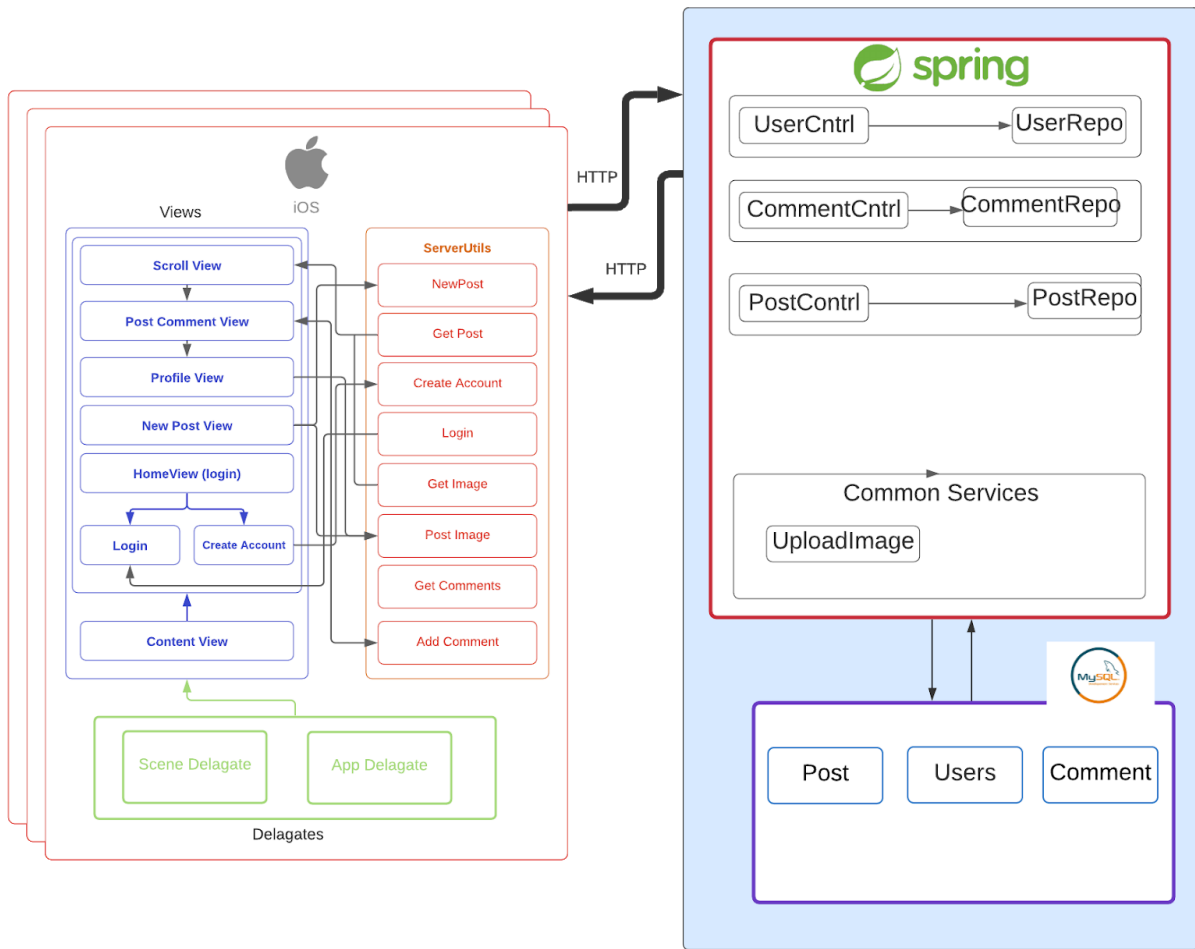 iOS
Views
Scroll View
Post Comment View
Profile View
New Post View
HomeView (login)
Login
Create Account
Content View
ServerUtils
NewPost
Get Post
Create Account
Login
Get Image
Post Image
Get Comments
Add Comment
Scene Delagate
App Delagate
Delagates
HTTP
HTTP
spring
UserCntrl
UserRepo
CommentCntrl
CommentRepo
PostContrl
PostRepo
Common Services
UploadImage
MySQL
Post
Users
Comment